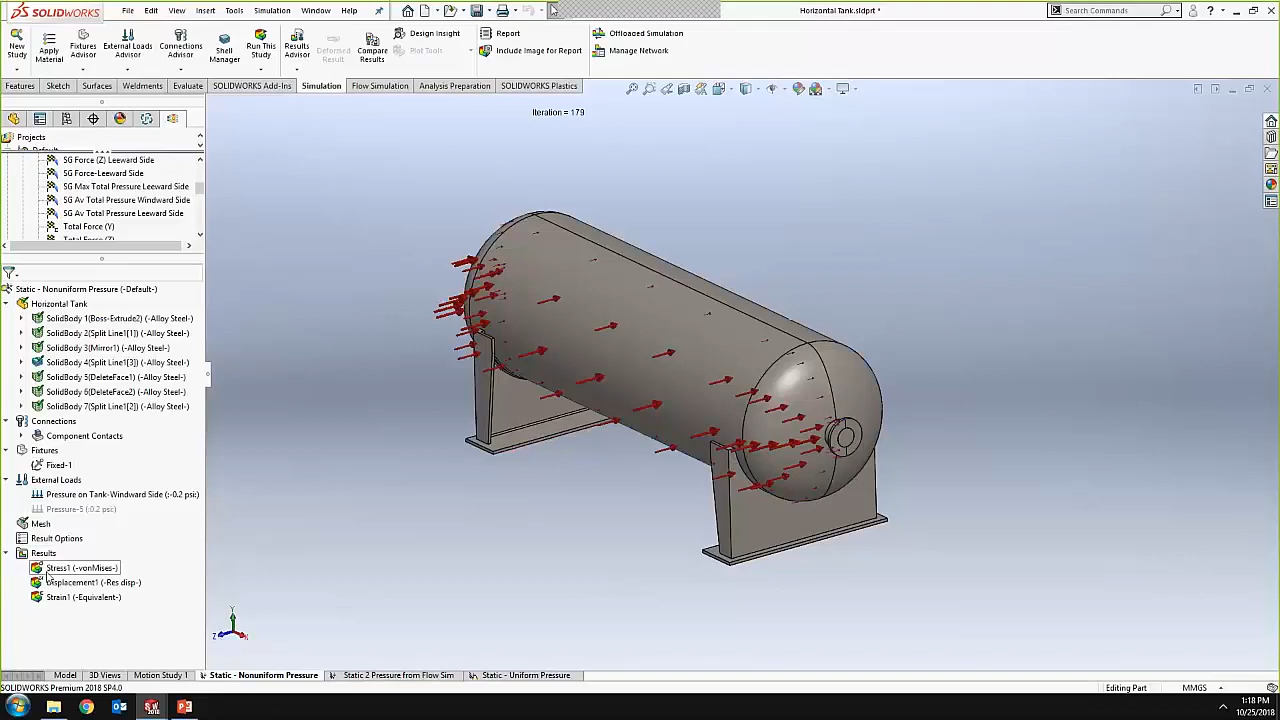 SOLIDWORKS File Edit View Insert Tools Simulation Window Help Horizontal Tank.sldprt * Search Commands ?
New Study
Apply Material
Fixtures Advisor
External Loads Advisor
Connections Advisor
Shell Manager
Run This Study
Results Advisor
Deformed Result
Compare Results
Design Insight
Plot Tools
Report
Include Image for Report
Offloaded Simulation
Manage Network
Features Sketch Surfaces Weldments Evaluate SOLIDWORKS Add-Ins Simulation Flow Simulation Analysis Preparation SOLIDWORKS Plastics
Iteration = 179
Projects
Default
SG Force (Z) Leeward Side
SG Force-Leeward Side
SG Max Total Pressure Leeward Side
SG Av Total Pressure Windward Side
SG Av Total Pressure Leeward Side
Total Force (Y)
Total Force (Z)
Static - Nonuniform Pressure (-Default-)
Horizontal Tank
SolidBody 1(Boss-Extrude2) (-Alloy Steel-)
SolidBody 2(Split Line1[1]) (-Alloy Steel-)
SolidBody 3(Mirror1) (-Alloy Steel-)
SolidBody 4(Split Line1[3]) (-Alloy Steel-)
SolidBody 5(DeleteFace1) (-Alloy Steel-)
SolidBody 6(DeleteFace2) (-Alloy Steel-)
SolidBody 7(Split Line1[2]) (-Alloy Steel-)
Connections
Component Contacts
Fixtures
Fixed-1
External Loads
Pressure on Tank-Windward Side (:-0.2 psi:)
Pressure-5 (:0.2 psi:)
Mesh
Result Options
Results
Stress1 (-vonMises-)
Displacement1 (-Res disp-)
Strain1 (-Equivalent-)
Y
Z
X
Model 3D Views Motion Study 1 Static - Nonuniform Pressure Static 2 Pressure from Flow Sim Static - Uniform Pressure
SOLIDWORKS Premium 2018 SP4.0 Editing Part MMGS
1:18 PM
10/25/2018